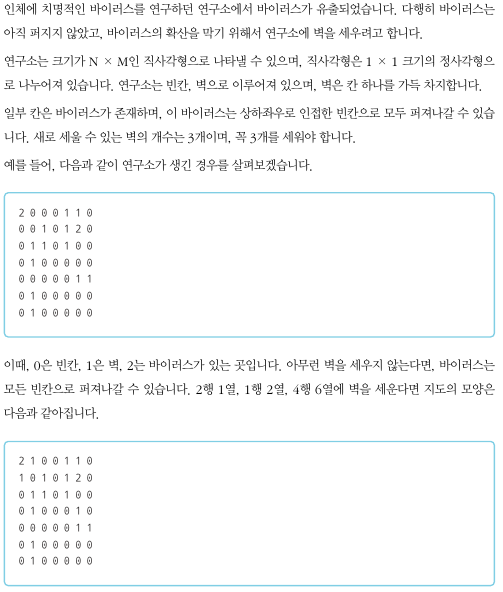 인체에 치명적인 바이러스를 연구하던 연구소에서 바이러스가 유출되었습니다. 다행히 바이러스는
아직 퍼지지 않았고, 바이러스의 확산을 막기 위해서 연구소에 벽을 세우려고 합니다.
연구소는 크기가 N × M인 직사각형으로 나타낼 수 있으며, 직사각형은 1 × 1 크기의 정사각형으
로 나누어져 있습니다. 연구소는 빈칸, 벽으로 이루어져 있으며, 벽은 칸 하나를 가득 차지합니다.
일부 칸은 바이러스가 존재하며, 이 바이러스는 상하좌우로 인접한 빈칸으로 모두 퍼져나갈 수 있습
니다. 새로 세울 수 있는 벽의 개수는 3개이며, 꼭 3개를 세워야 합니다.
예를 들어, 다음과 같이 연구소가 생긴 경우를 살펴보겠습니다.
2 0 0 0 1 1 0
0 0 1 0 1 2 0
0 1 1 0 1 0 0
0 1 0 0 0 0 0
0 0 0 0 0 1 1
0 1 0 0 0 0 0
0 1 0 0 0 0 0
이때, 0은 빈칸, 1은 벽, 2는 바이러스가 있는 곳입니다. 아무런 벽을 세우지 않는다면, 바이러스는
모든 빈칸으로 퍼져나갈 수 있습니다. 2행 1열, 1행 2열, 4행 6열에 벽을 세운다면 지도의 모양은
다음과 같아집니다.
2 1 0 0 1 1 0
1 0 1 0 1 2 0
0 1 1 0 1 0 0
0 1 0 0 0 1 0
0 0 0 0 0 1 1
0 1 0 0 0 0 0
0 1 0 0 0 0 0